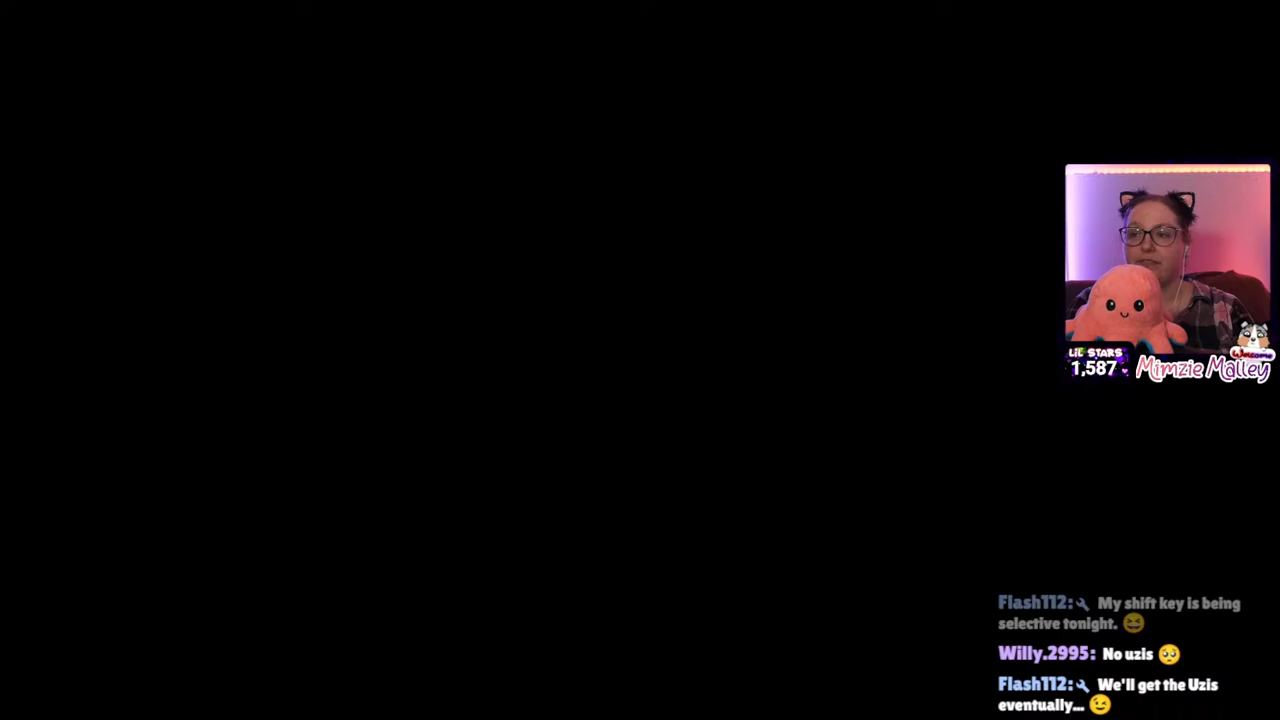 LiL STARS
1,587
Welcome
Mimzie Malley
Flash112: My shift key is being
selective tonight. 😆
Willy.2995: No uzis 🥺
Flash112: We'll get the Uzis
eventually... 😉